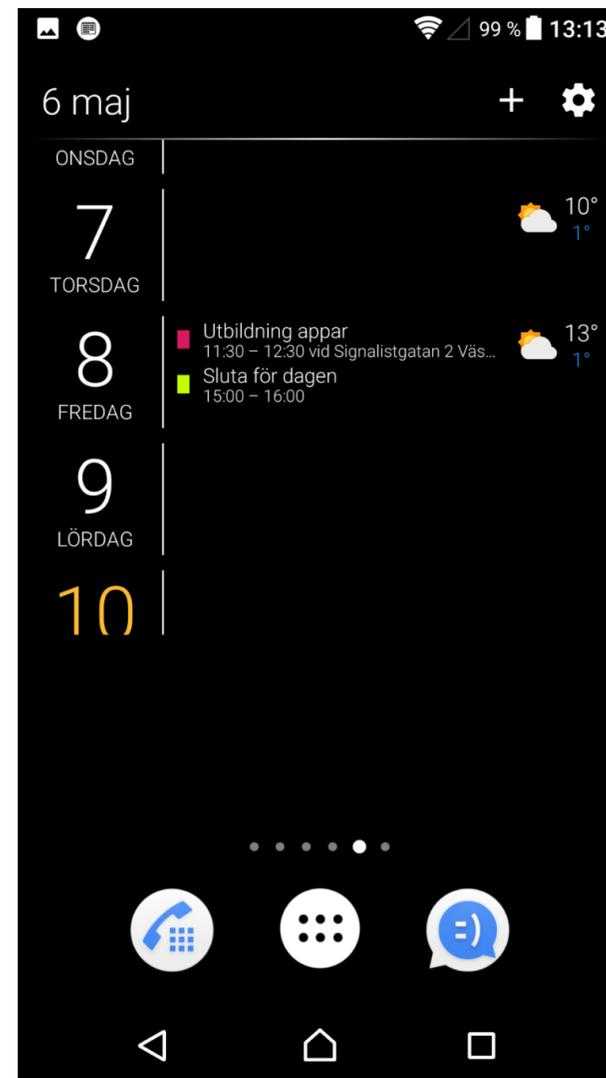 99 % 13:13
6 maj +
ONSDAG
7
TORSDAG
10°
1°
8
FREDAG
Utbildning appar
11:30 – 12:30 vid Signalistgatan 2 Väs...
Sluta för dagen
15:00 – 16:00
13°
1°
9
LÖRDAG
10
=)